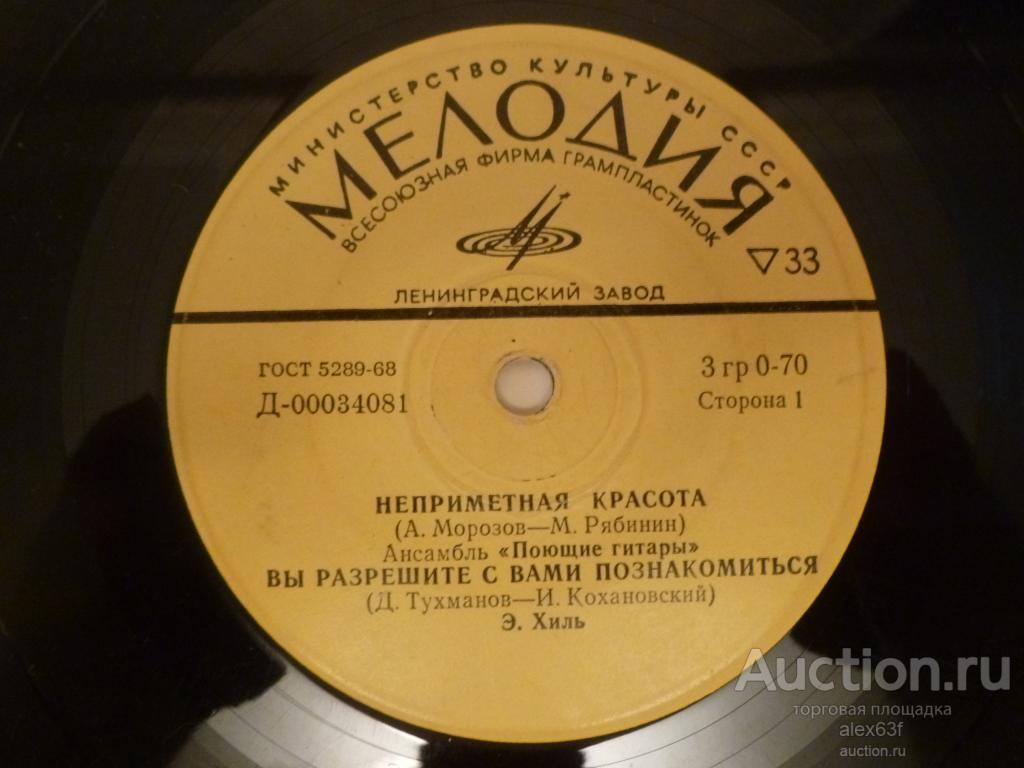 МИНИСТЕРСТВО КУЛЬТУРЫ СССР
МЕЛОДИЯ
ВСЕСОЮЗНАЯ ФИРМА ГРАМПЛАСТИНОК
33
ЛЕНИНГРАДСКИЙ ЗАВОД
ГОСТ 5289-68
3 гр 0-70
Д-00034081
Сторона 1
НЕПРИМЕТНАЯ КРАСОТА
(А. Морозов—М. Рябинин)
Ансамбль «Поющие гитары»
ВЫ РАЗРЕШИТЕ С ВАМИ ПОЗНАКОМИТЬСЯ
(Д. Тухманов—И. Кохановский)
Э. Хиль
Auction.ru
торговая площадка
alex63f
auction.ru